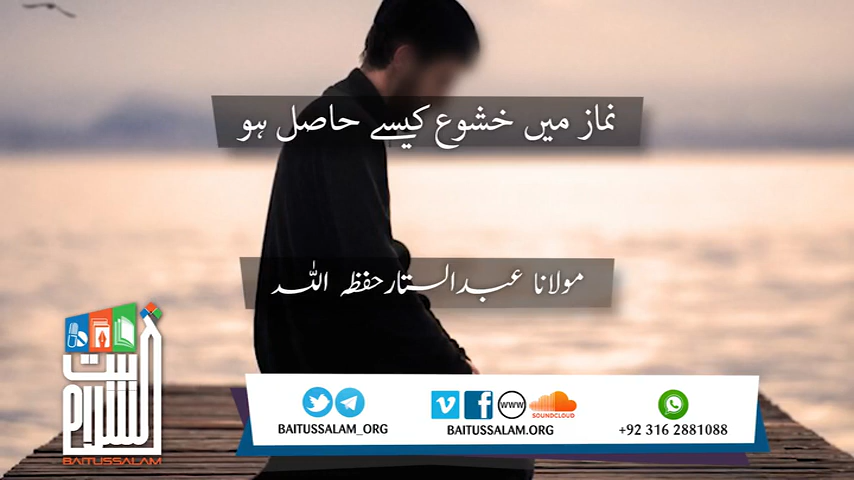 نماز میں خشوع کیسے حاصل ہو
مولانا عبدالستار حفظہ اللہ
بیت السلام
BAITUSSALAM
BAITUSSALAM_ORG
www
SOUNDCLOUD
BAITUSSALAM.ORG
+92 316 2881088